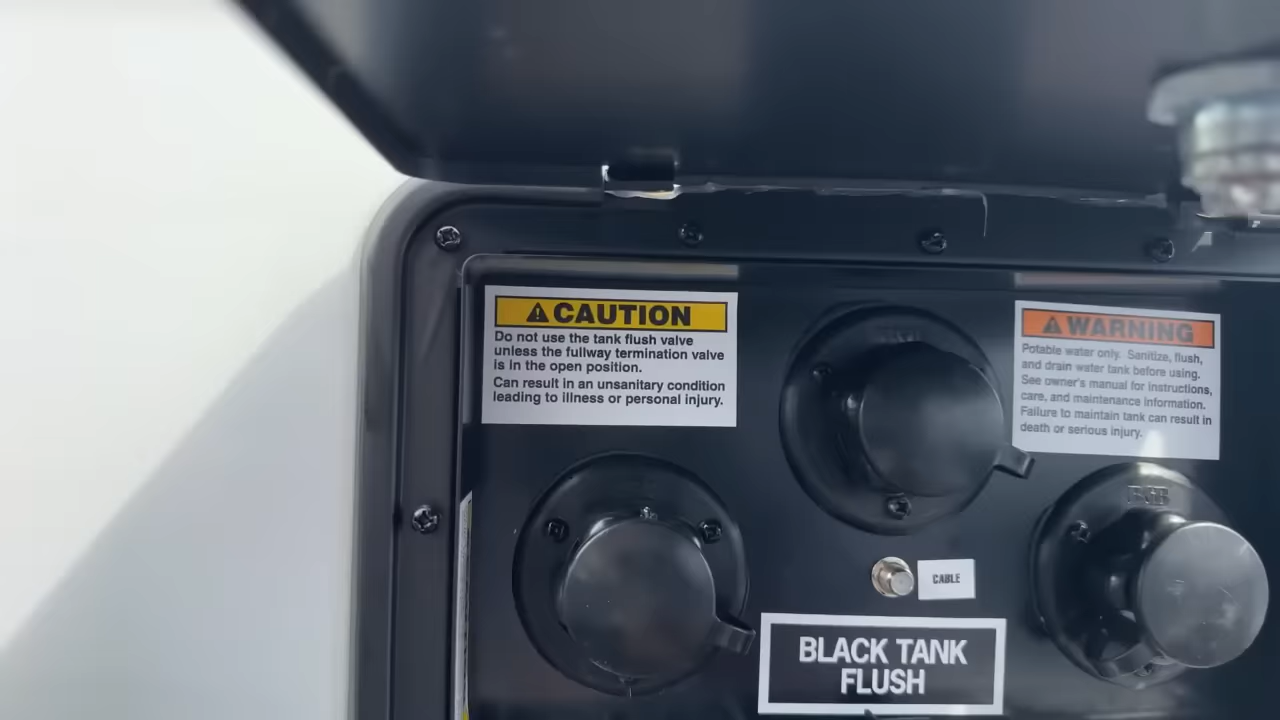 CAUTION
Do not use the tank flush valve
unless the fullway termination valve
is in the open position.
Can result in an unsanitary condition
leading to illness or personal injury.
WARNING
Potable water only. Sanitize, flush,
and drain water tank before using.
See owner's manual for instructions,
care, and maintenance information.
Failure to maintain tank can result in
death or serious injury.
CABLE
BLACK TANK
FLUSH